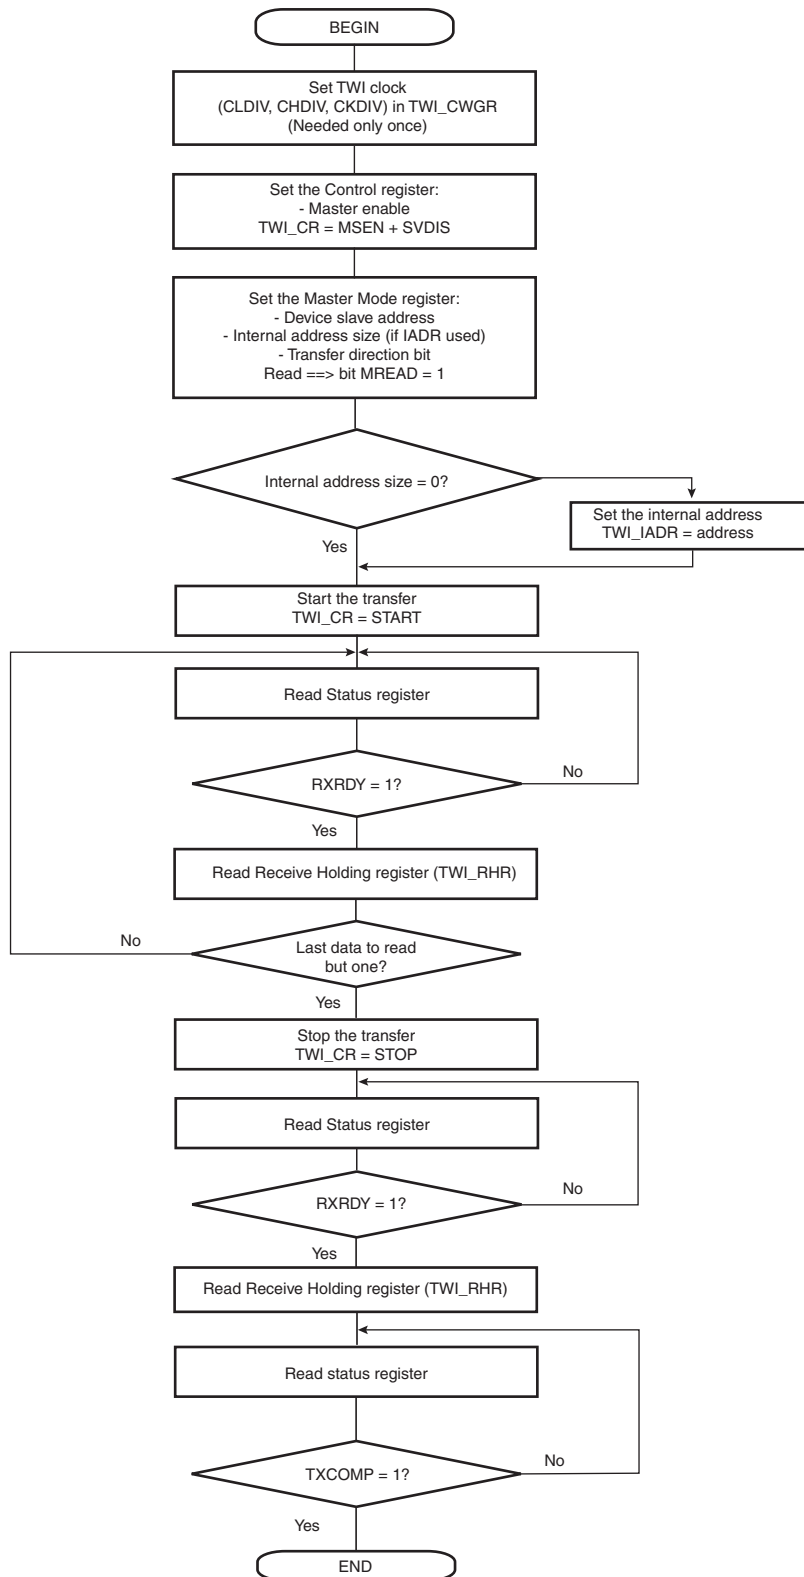 BEGIN
Set TWI clock
(CLDIV, CHDIV, CKDIV) in TWI_CWGR
(Needed only once)
Set the Control register:
- Master enable
TWI_CR = MSEN + SVDIS
Set the Master Mode register:
- Device slave address
- Internal address size (if IADR used)
- Transfer direction bit
Read ==> bit MREAD = 1
Internal address size = 0?
Set the internal address
TWI_IADR = address
Yes
Start the transfer
TWI_CR = START
Read Status register
RXRDY = 1?
No
Yes
Read Receive Holding register (TWI_RHR)
No
Last data to read
but one?
Yes
Stop the transfer
TWI_CR = STOP
Read Status register
RXRDY = 1?
No
Yes
Read Receive Holding register (TWI_RHR)
Read status register
TXCOMP = 1?
No
Yes
END